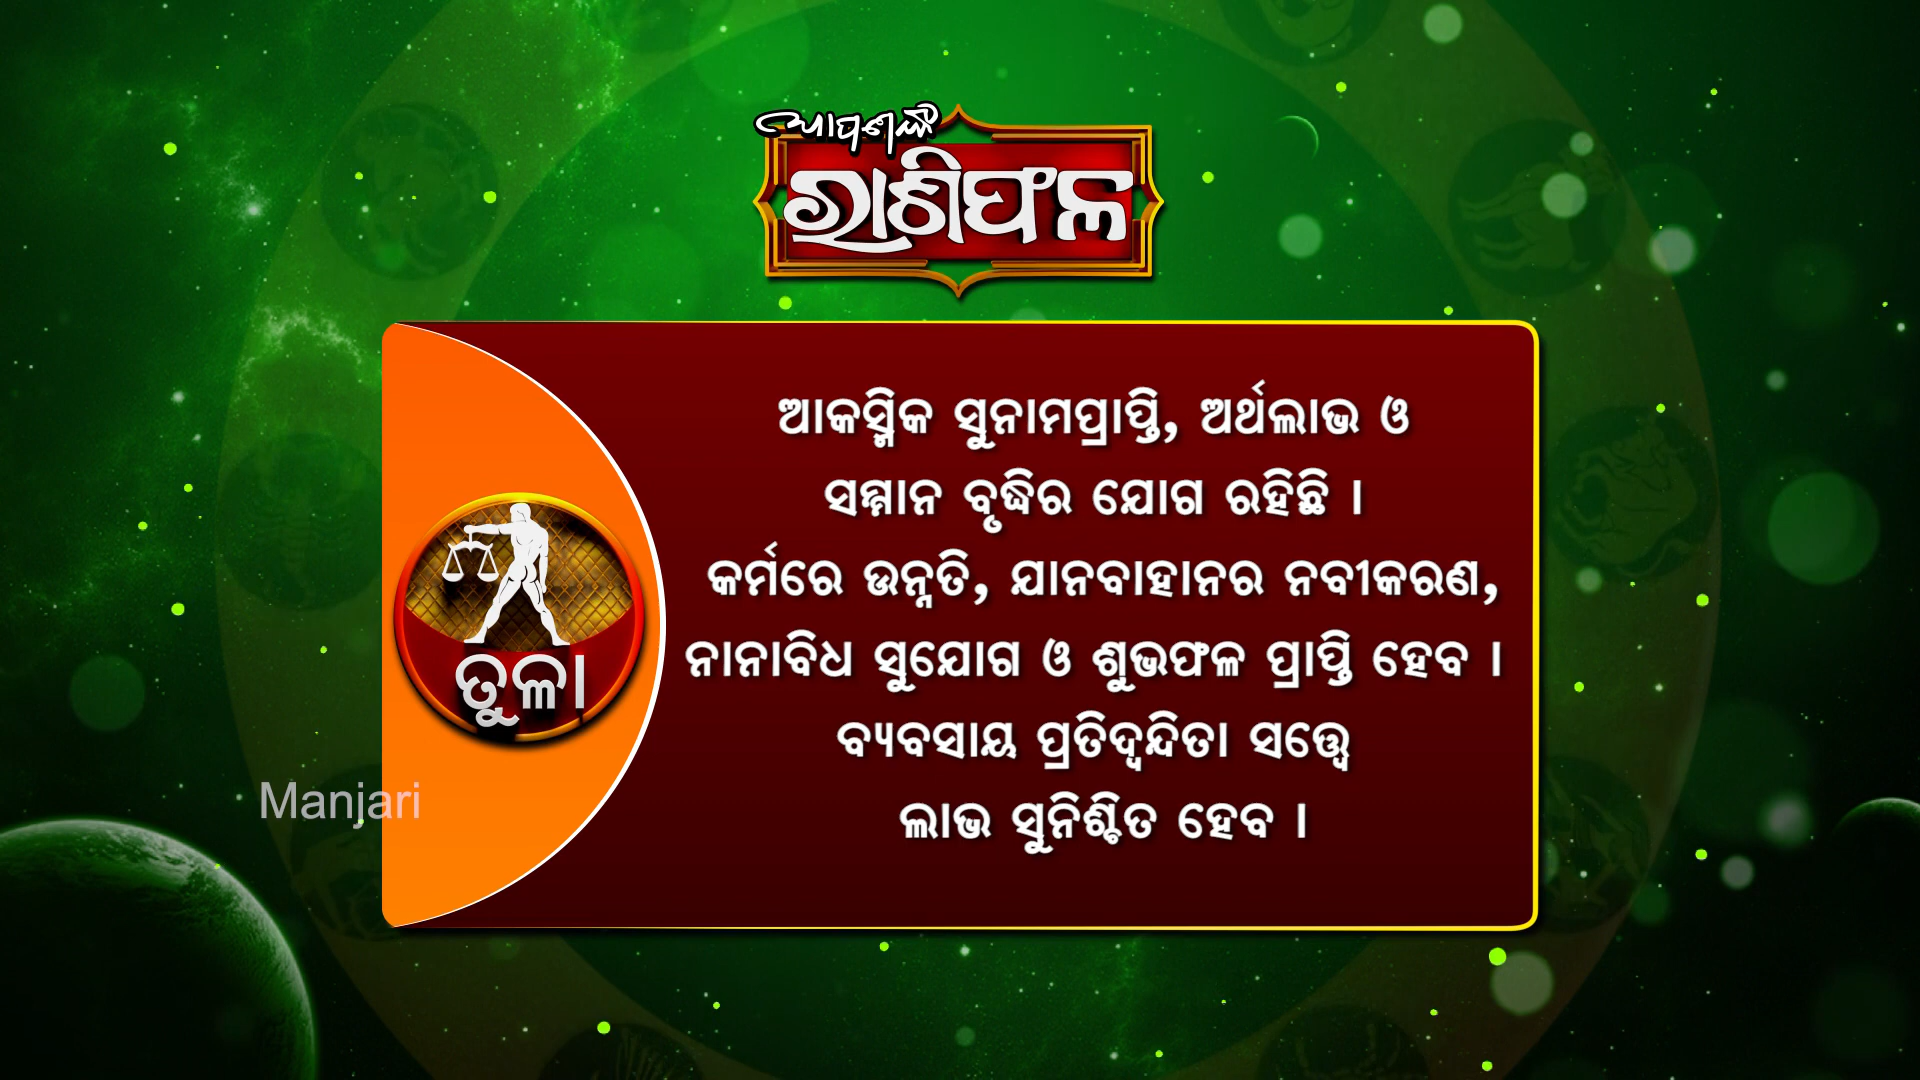 ଆପଣଙ୍କ
ରାଶିଫଳ
ଆକସ୍ମିକ ସୁନାମପ୍ରାପ୍ତି, ଅର୍ଥଲାଭ ଓ
ସମ୍ମାନ ବୃଦ୍ଧିର ଯୋଗ ରହିଛି ।
କର୍ମରେ ଉନ୍ନତି, ଯାନବାହାନର ନବୀକରଣ,
ନାନାବିଧ ସୁଯୋଗ ଓ ଶୁଭଫଳ ପ୍ରାପ୍ତି ହେବ ।
ବ୍ୟବସାୟ ପ୍ରତିଦ୍ୱନ୍ଦିତା ସତ୍ତ୍ୱେ
ଲାଭ ସୁନିଶ୍ଚିତ ହେବ ।
ତୁଳା
Manjari